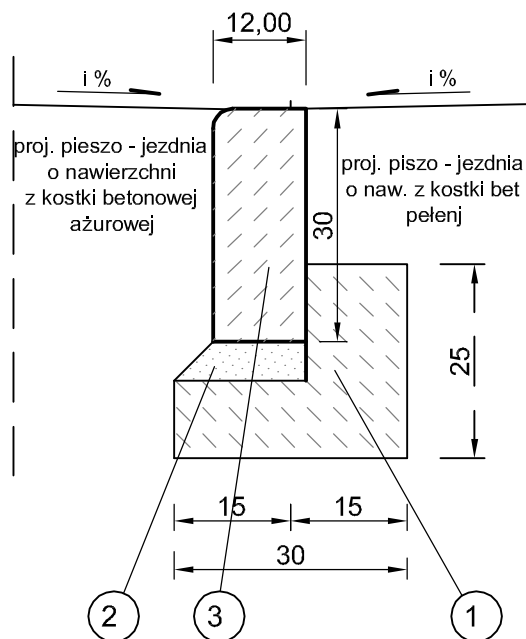 12,00
i %
i %
proj. pieszo - jezdnia
o nawierzchni
z kostki betonowej
ażurowej
proj. piszo - jezdnia
o naw. z kostki bet
pełenj
30
25
15
15
30
2
3
1